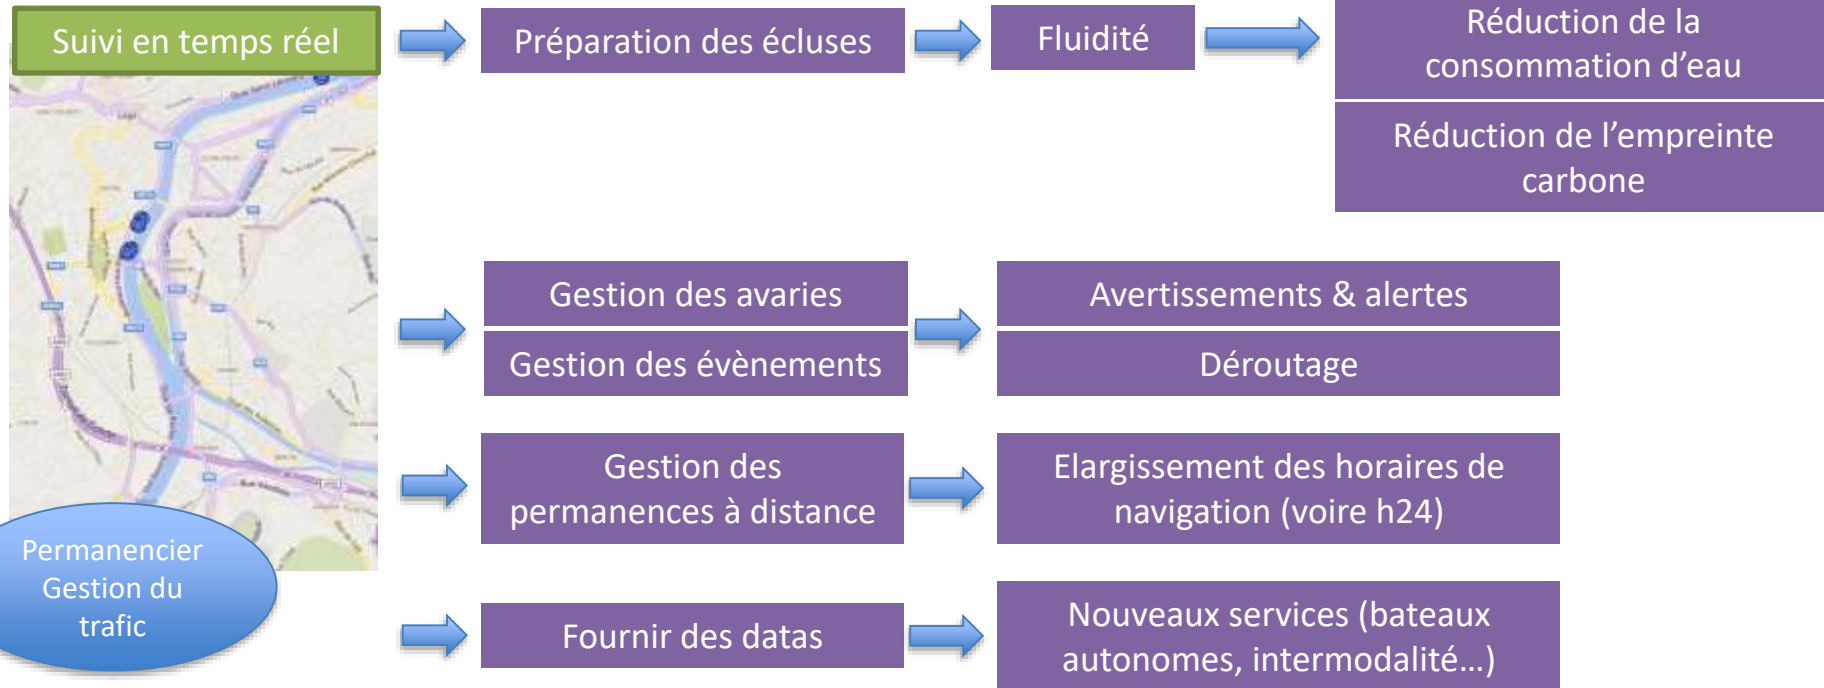 Suivi en temps réel
Préparation des écluses
Fluidité
Réduction de la
consommation d’eau
Réduction de l’empreinte
carbone
Gestion des avaries
Gestion des évènements
Avertissements & alertes
Déroutage
Gestion des
permanences à distance
Elargissement des horaires de
navigation (voire h24)
Permanencier
Gestion du
trafic
Fournir des datas
Nouveaux services (bateaux
autonomes, intermodalité…)